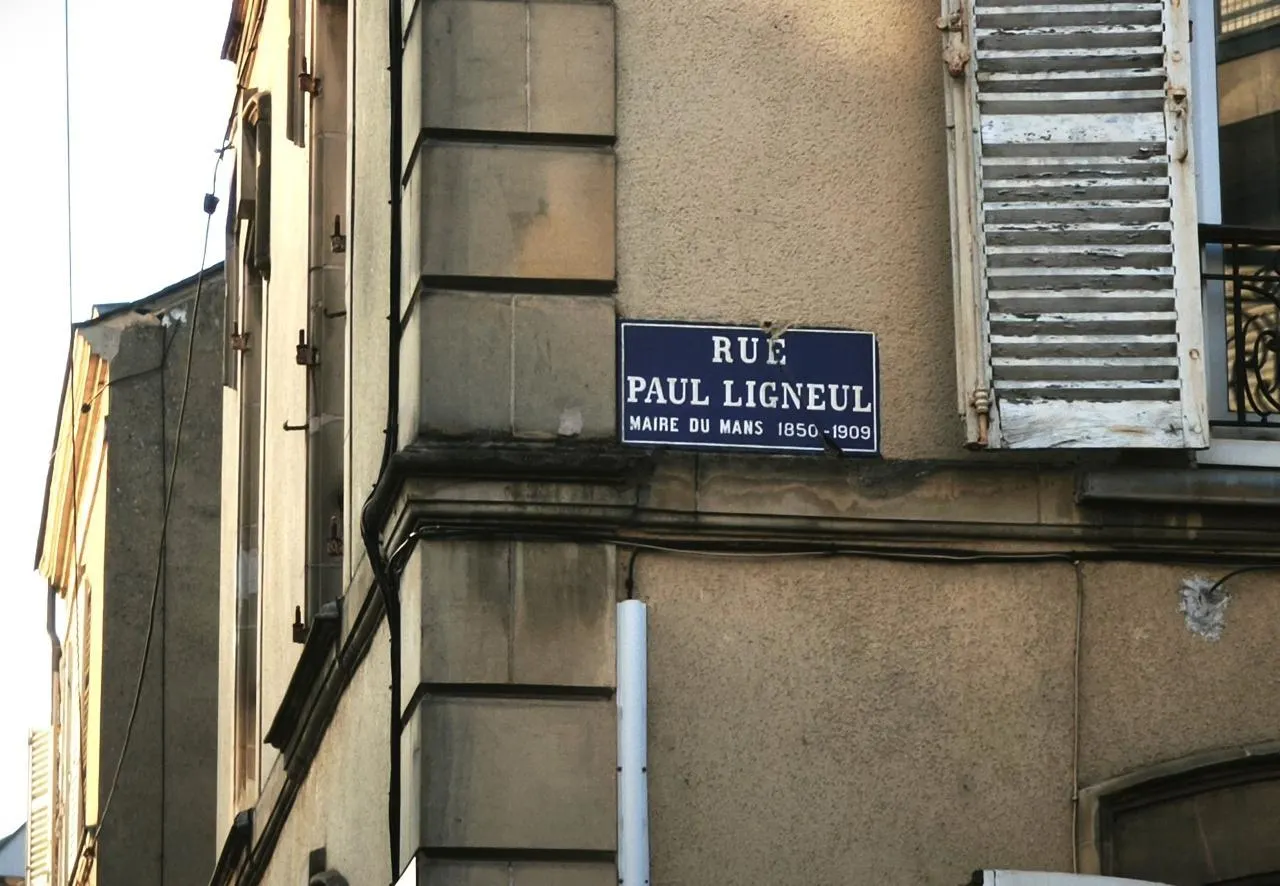 RUE
PAUL LIGNEUL
MAIRE DU MANS 1850-1909